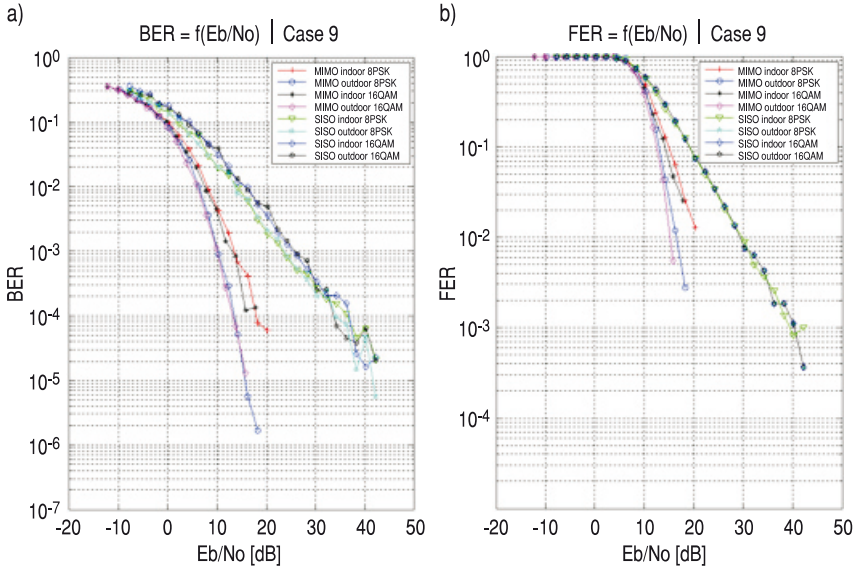 a)
BER = f(Eb/No) | Case 9
10⁰
10⁻¹
10⁻²
10⁻³
10⁻⁴
10⁻⁵
10⁻⁶
10⁻⁷
BER
-20 -10 0 10 20 30 40 50
Eb/No [dB]
MIMO indoor 8PSK
MIMO outdoor 8PSK
MIMO indoor 16QAM
MIMO outdoor 16QAM
SISO indoor 8PSK
SISO outdoor 8PSK
SISO indoor 16QAM
SISO outdoor 16QAM
b)
FER = f(Eb/No) | Case 9
10⁰
10⁻¹
10⁻²
10⁻³
10⁻⁴
FER
-20 -10 0 10 20 30 40 50
Eb/No [dB]
MIMO indoor 8PSK
MIMO outdoor 8PSK
MIMO indoor 16QAM
MIMO outdoor 16QAM
SISO indoor 8PSK
SISO outdoor 8PSK
SISO indoor 16QAM
SISO outdoor 16QAM